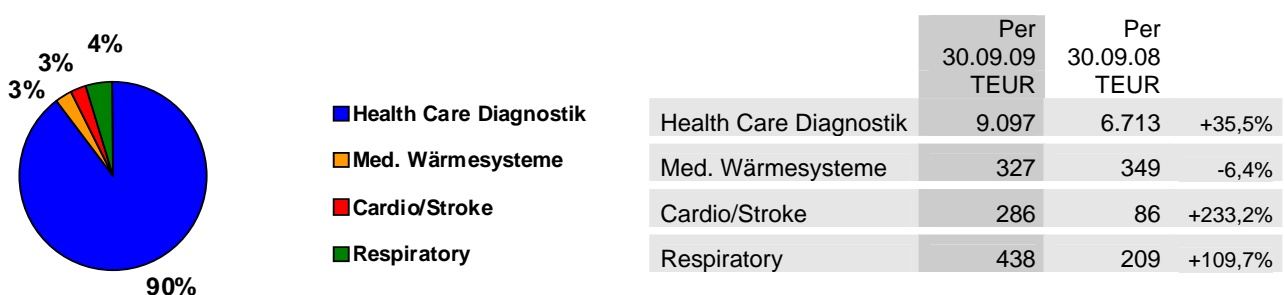 4%
3%
3%
90%
Health Care Diagnostik
Med. Wärmesysteme
Cardio/Stroke
Respiratory
Per Per
30.09.09 30.09.08
TEUR TEUR
Health Care Diagnostik 9.097 6.713 +35,5%
Med. Wärmesysteme 327 349 -6,4%
Cardio/Stroke 286 86 +233,2%
Respiratory 438 209 +109,7%